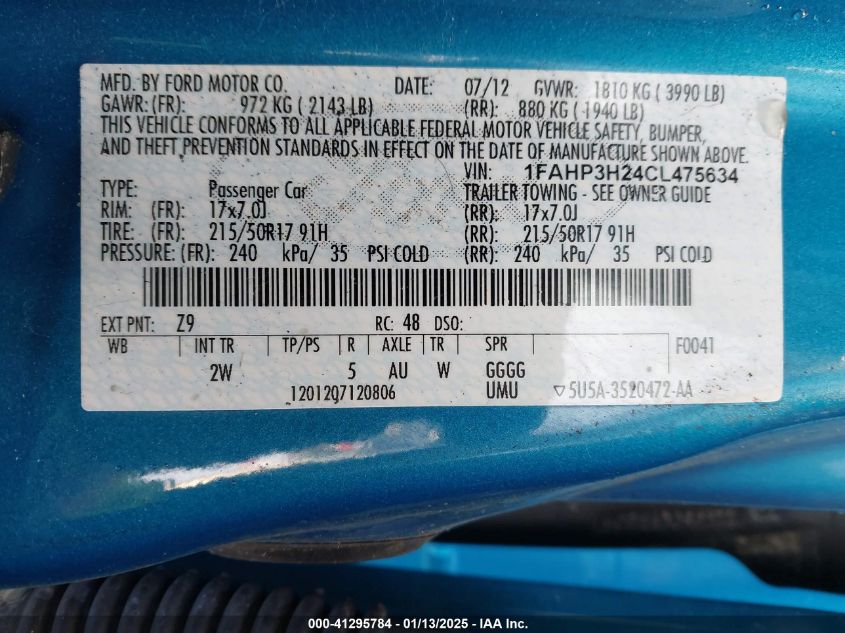 MFD. BY FORD MOTOR CO. DATE: 07/12 GVWR: 1810 KG ( 3990 LB)
GAWR:(FR): 972 KG ( 2143 LB) (RR): 880 KG ( 1940 LB)
THIS VEHICLE CONFORMS TO ALL APPLICABLE FEDERAL MOTOR VEHICLE SAFETY, BUMPER,
AND THEFT PREVENTION STANDARDS IN EFFECT ON THE DATE OF MANUFACTURE SHOWN ABOVE.
VIN: 1FAHP3H24CL475634
TYPE: Passenger Car TRAILER TOWING - SEE OWNER GUIDE
RIM: (FR): 17x7.0J (RR): 17x7.0J
TIRE: (FR): 215/50R17 91H (RR): 215/50R17 91H
PRESSURE: (FR): 240 kPa/ 35 PSI COLD (RR): 240 kPa/ 35 PSI COLD
EXT PNT: Z9 RC: 48 DSO:
WB INT TR TP/PS R AXLE TR SPR F0041
2W 5 AU W GGGG
1201207120806 UMU ▽5U5A-3520472-AA
000-41295784 - 01/13/2025 - IAA Inc.